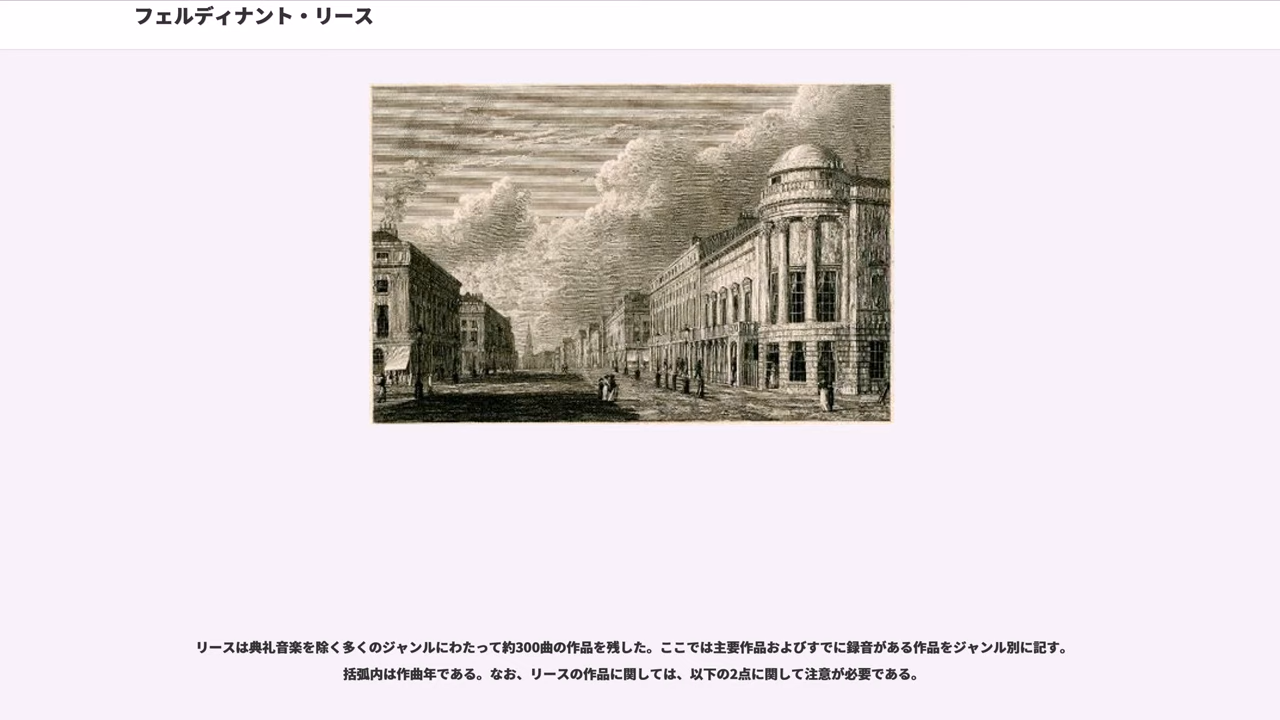 フェルディナント・リース
リースは典礼音楽を除く多くのジャンルにわたって約300曲の作品を残した。ここでは主要作品およびすでに録音がある作品をジャンル別に記す。
括弧内は作曲年である。なお、リースの作品に関しては、以下の2点に関して注意が必要である。